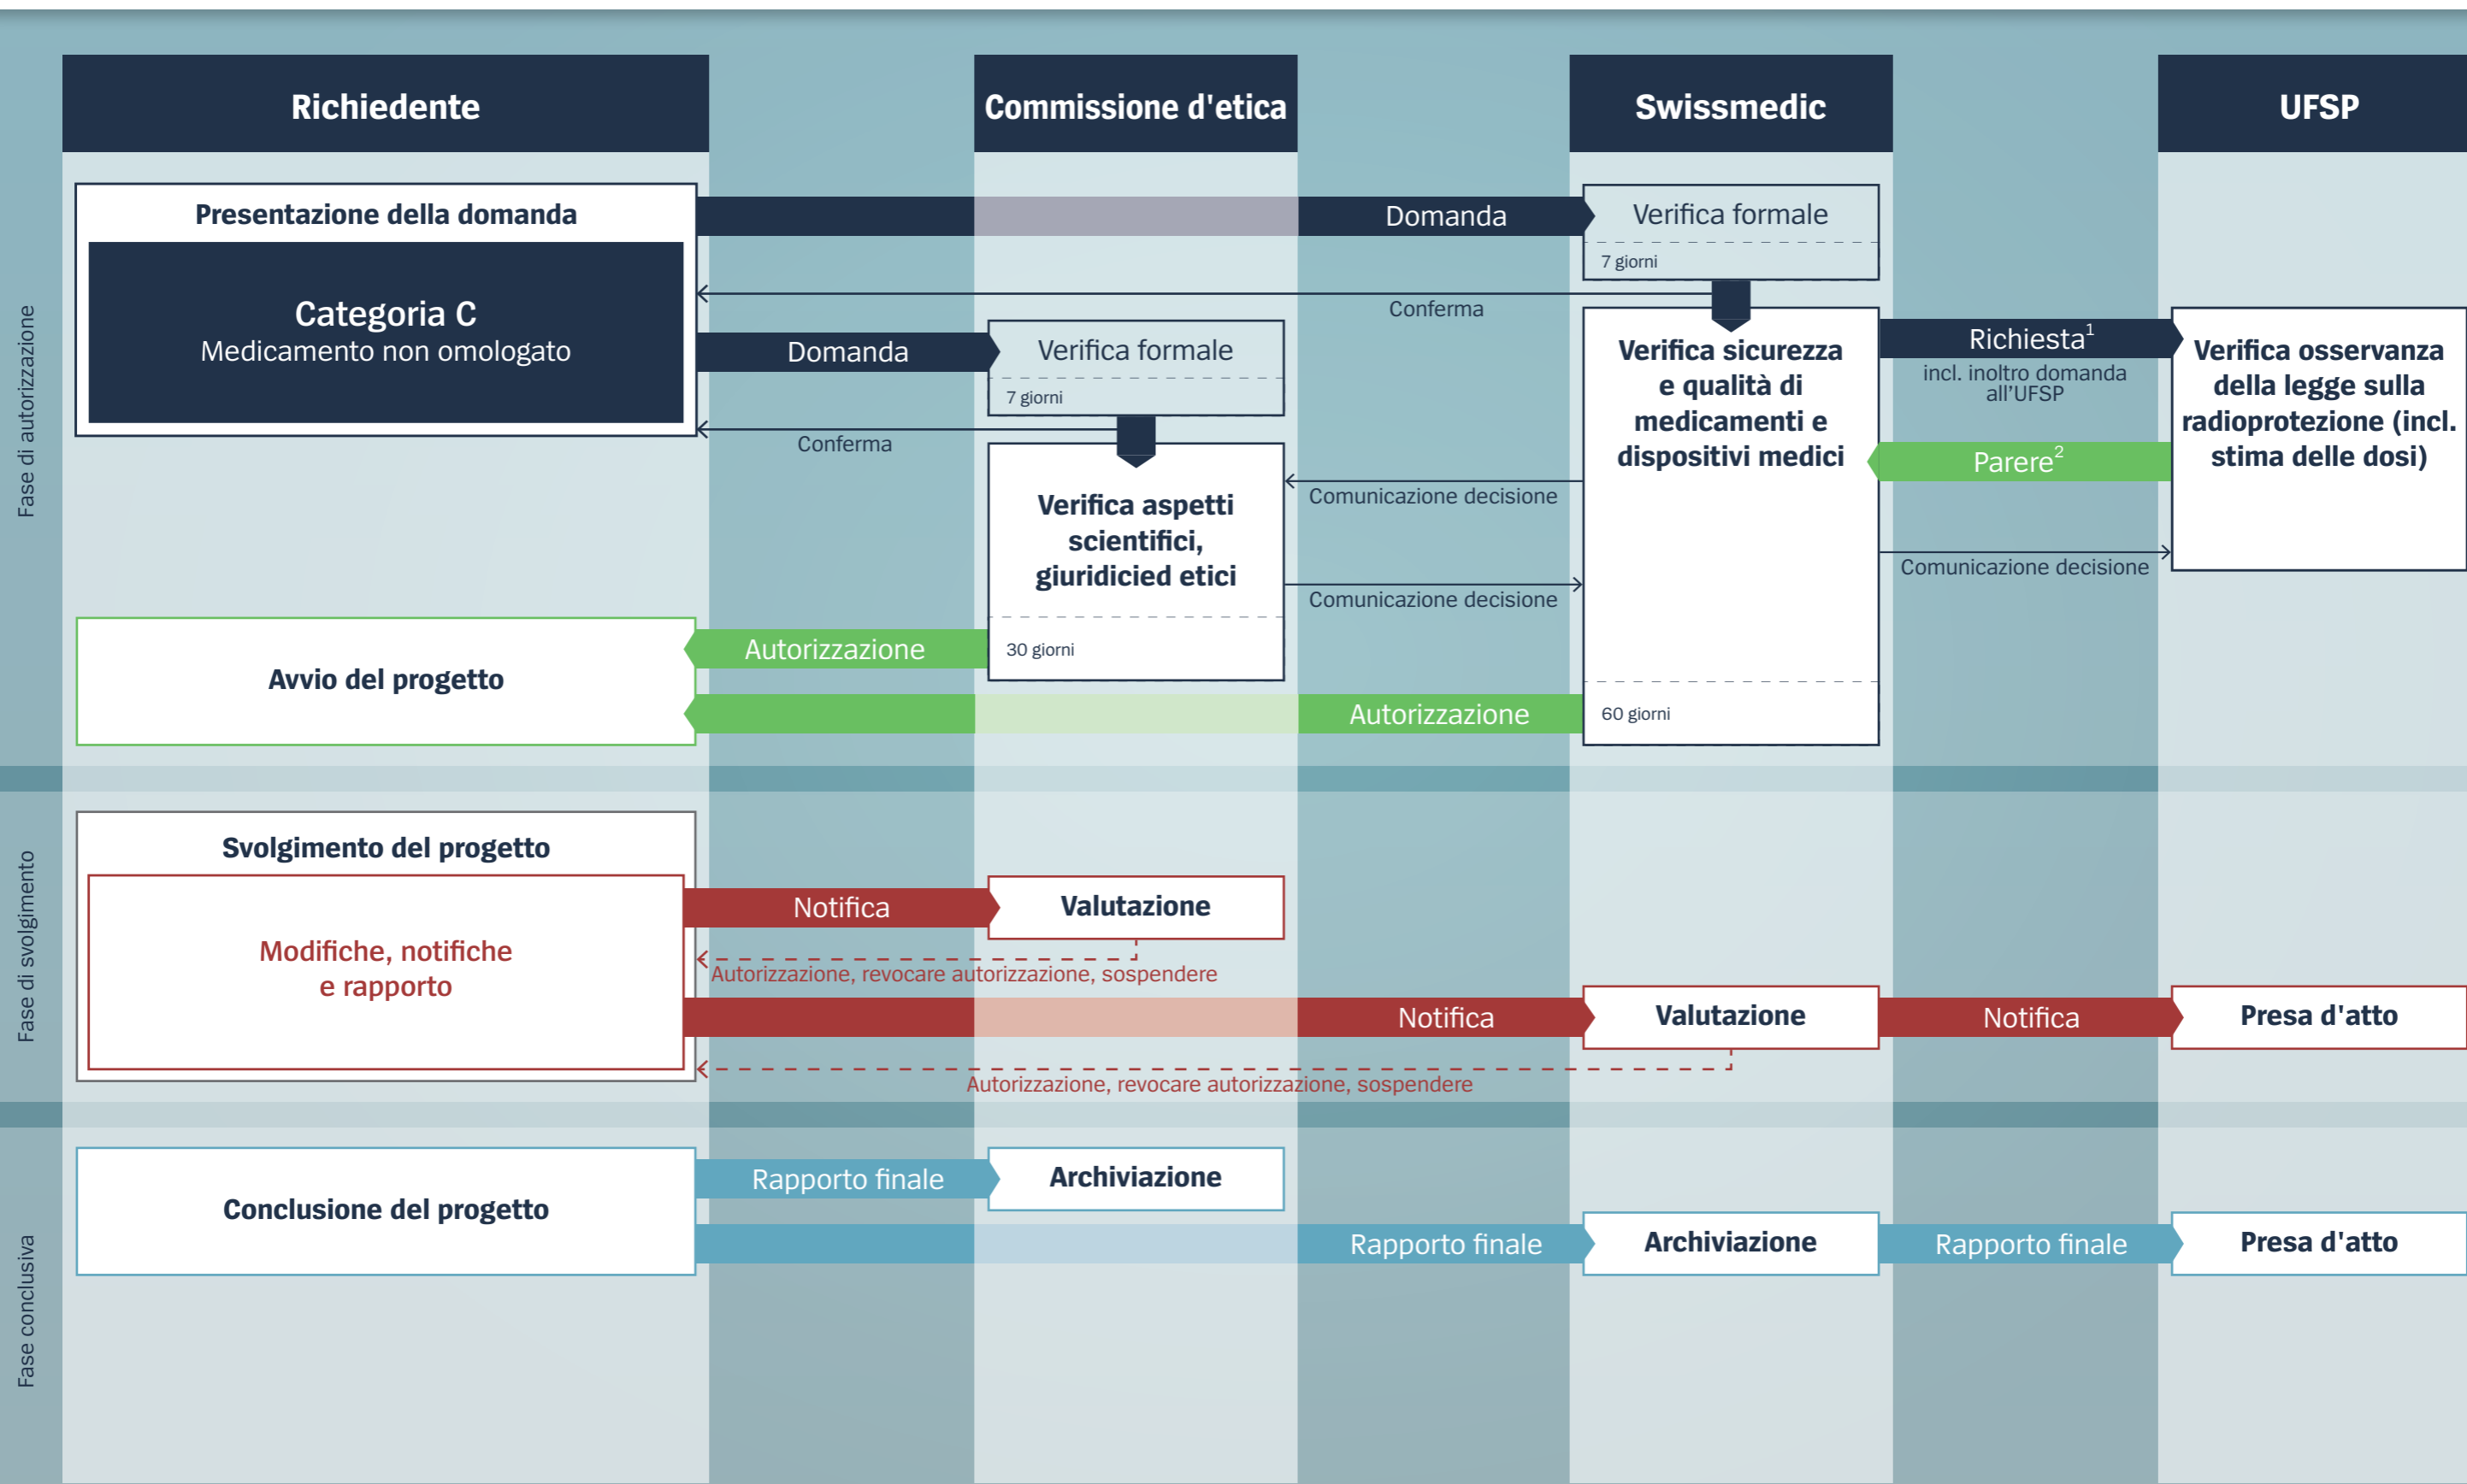 Richiedente
Commissione d'etica
Swissmedic
UFSP
Fase di autorizzazione
Presentazione della domanda
Categoria C
Medicamento non omologato
Domanda
Verifica formale
7 giorni
Conferma
Domanda
Verifica formale
7 giorni
Conferma
Verifica sicurezza
e qualità di
medicamenti e
dispositivi medici
60 giorni
Richiesta¹
incl. inoltro domanda
all'UFSP
Verifica osservanza
della legge sulla
radioprotezione (incl.
stima delle dosi)
Parere²
Comunicazione decisione
Verifica aspetti
scientifici,
giuridicied etici
30 giorni
Comunicazione decisione
Comunicazione decisione
Avvio del progetto
Autorizzazione
Autorizzazione
Fase di svolgimento
Svolgimento del progetto
Modifiche, notifiche
e rapporto
Notifica
Valutazione
Autorizzazione, revocare autorizzazione, sospendere
Notifica
Valutazione
Notifica
Presa d'atto
Autorizzazione, revocare autorizzazione, sospendere
Fase conclusiva
Conclusione del progetto
Rapporto finale
Archiviazione
Rapporto finale
Archiviazione
Rapporto finale
Presa d'atto